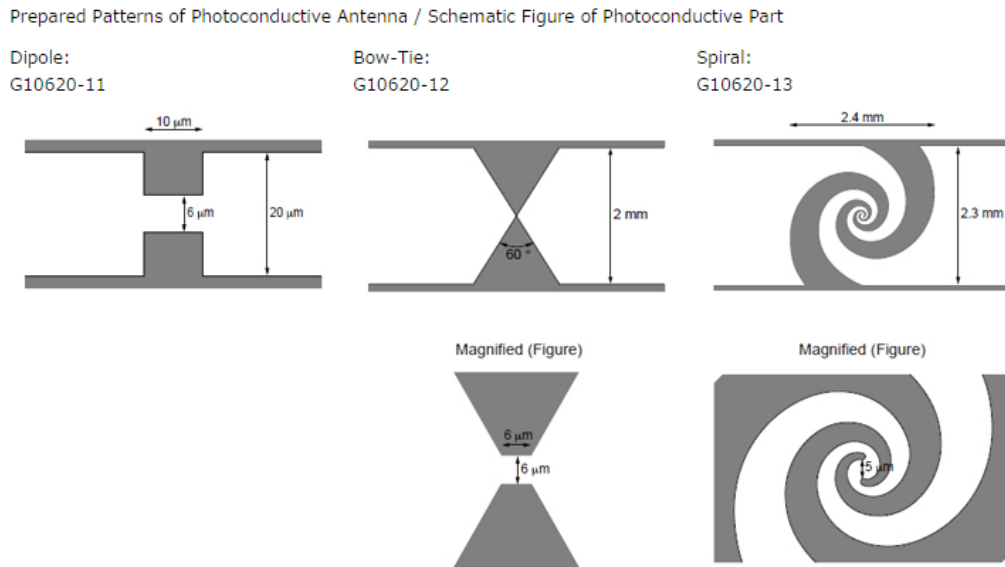 Prepared Patterns of Photoconductive Antenna / Schematic Figure of Photoconductive Part
Dipole:
G10620-11
Bow-Tie:
G10620-12
Spiral:
G10620-13
10 µm
6 µm
20 µm
60 °
2 mm
2.4 mm
2.3 mm
Magnified (Figure)
6 µm
6 µm
Magnified (Figure)
5 µm